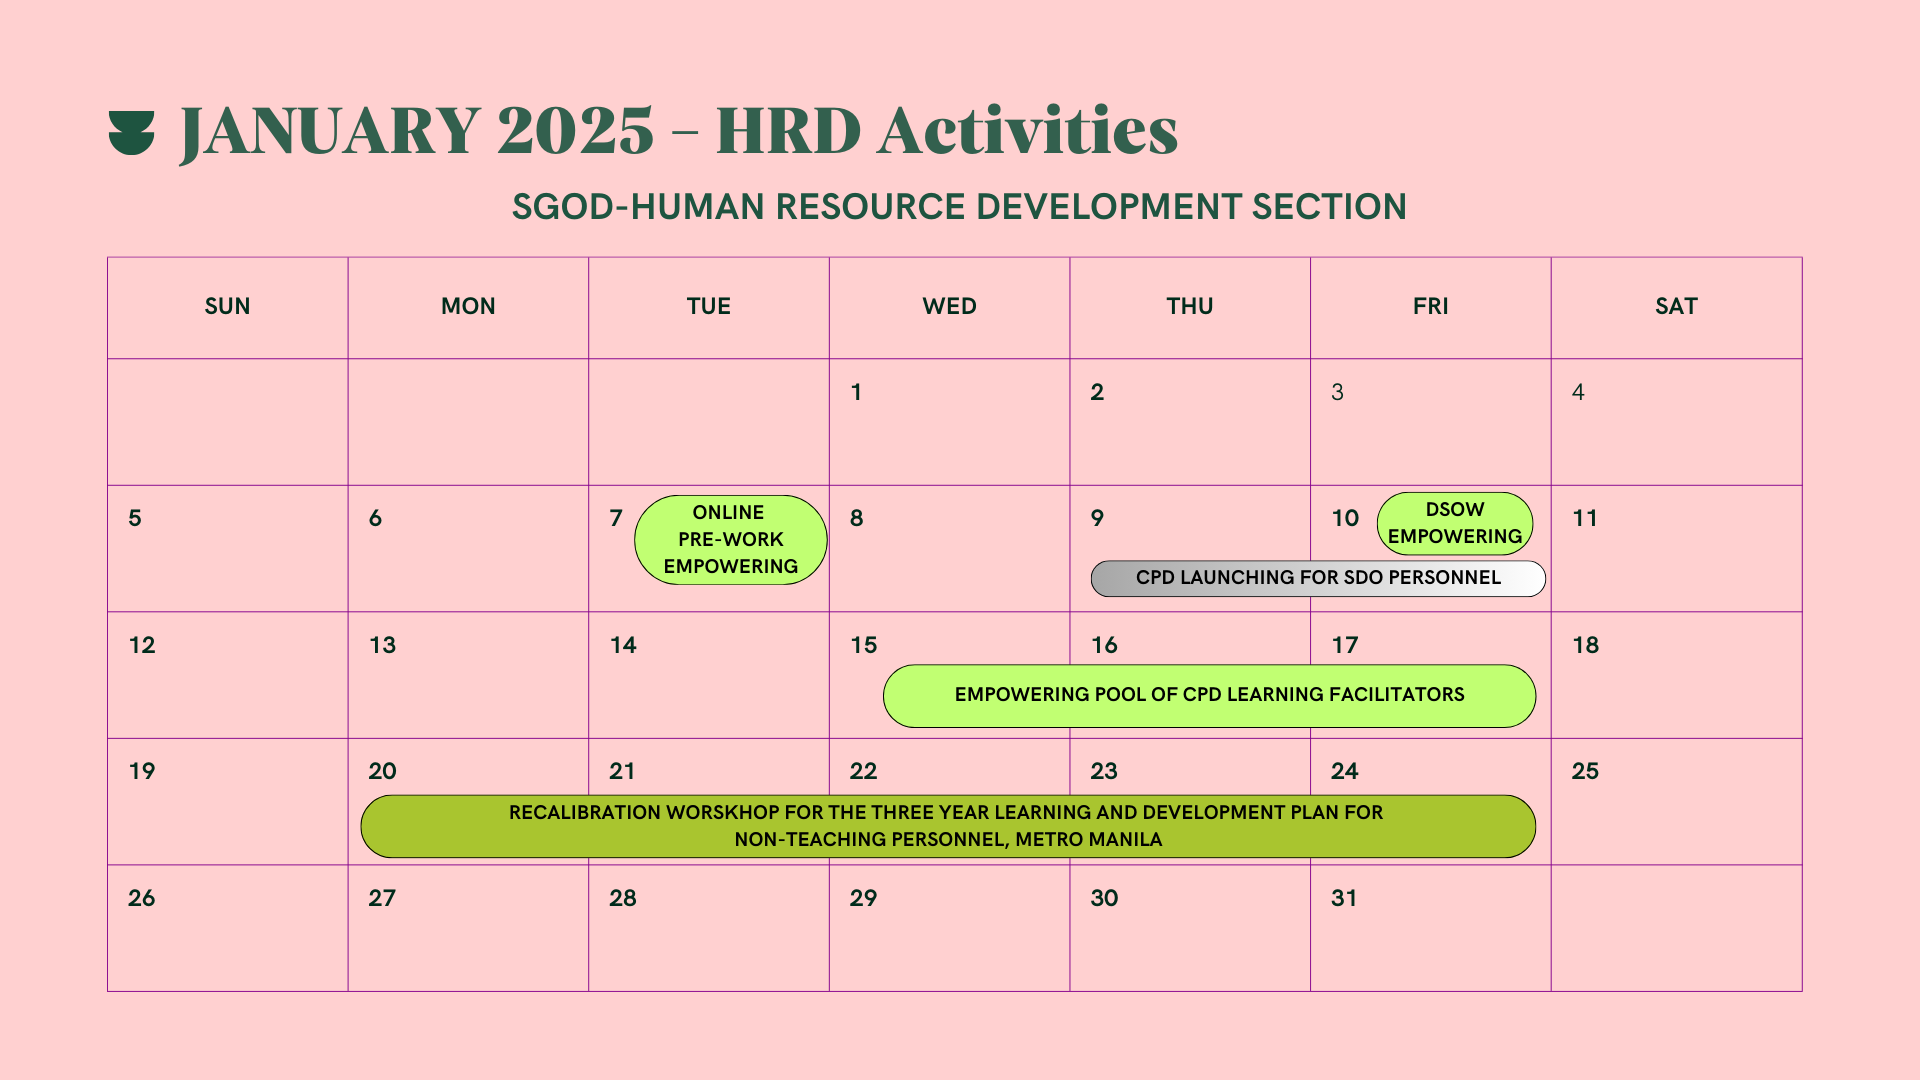 JANUARY 2025 – HRD Activities
SGOD-HUMAN RESOURCE DEVELOPMENT SECTION
SUN MON TUE WED THU FRI SAT
1 2 3 4
5 6 7 8 9 10 11
ONLINE
PRE-WORK
EMPOWERING
DSOW
EMPOWERING
CPD LAUNCHING FOR SDO PERSONNEL
12 13 14 15 16 17 18
EMPOWERING POOL OF CPD LEARNING FACILITATORS
19 20 21 22 23 24 25
RECALIBRATION WORSKHOP FOR THE THREE YEAR LEARNING AND DEVELOPMENT PLAN FOR
NON-TEACHING PERSONNEL, METRO MANILA
26 27 28 29 30 31